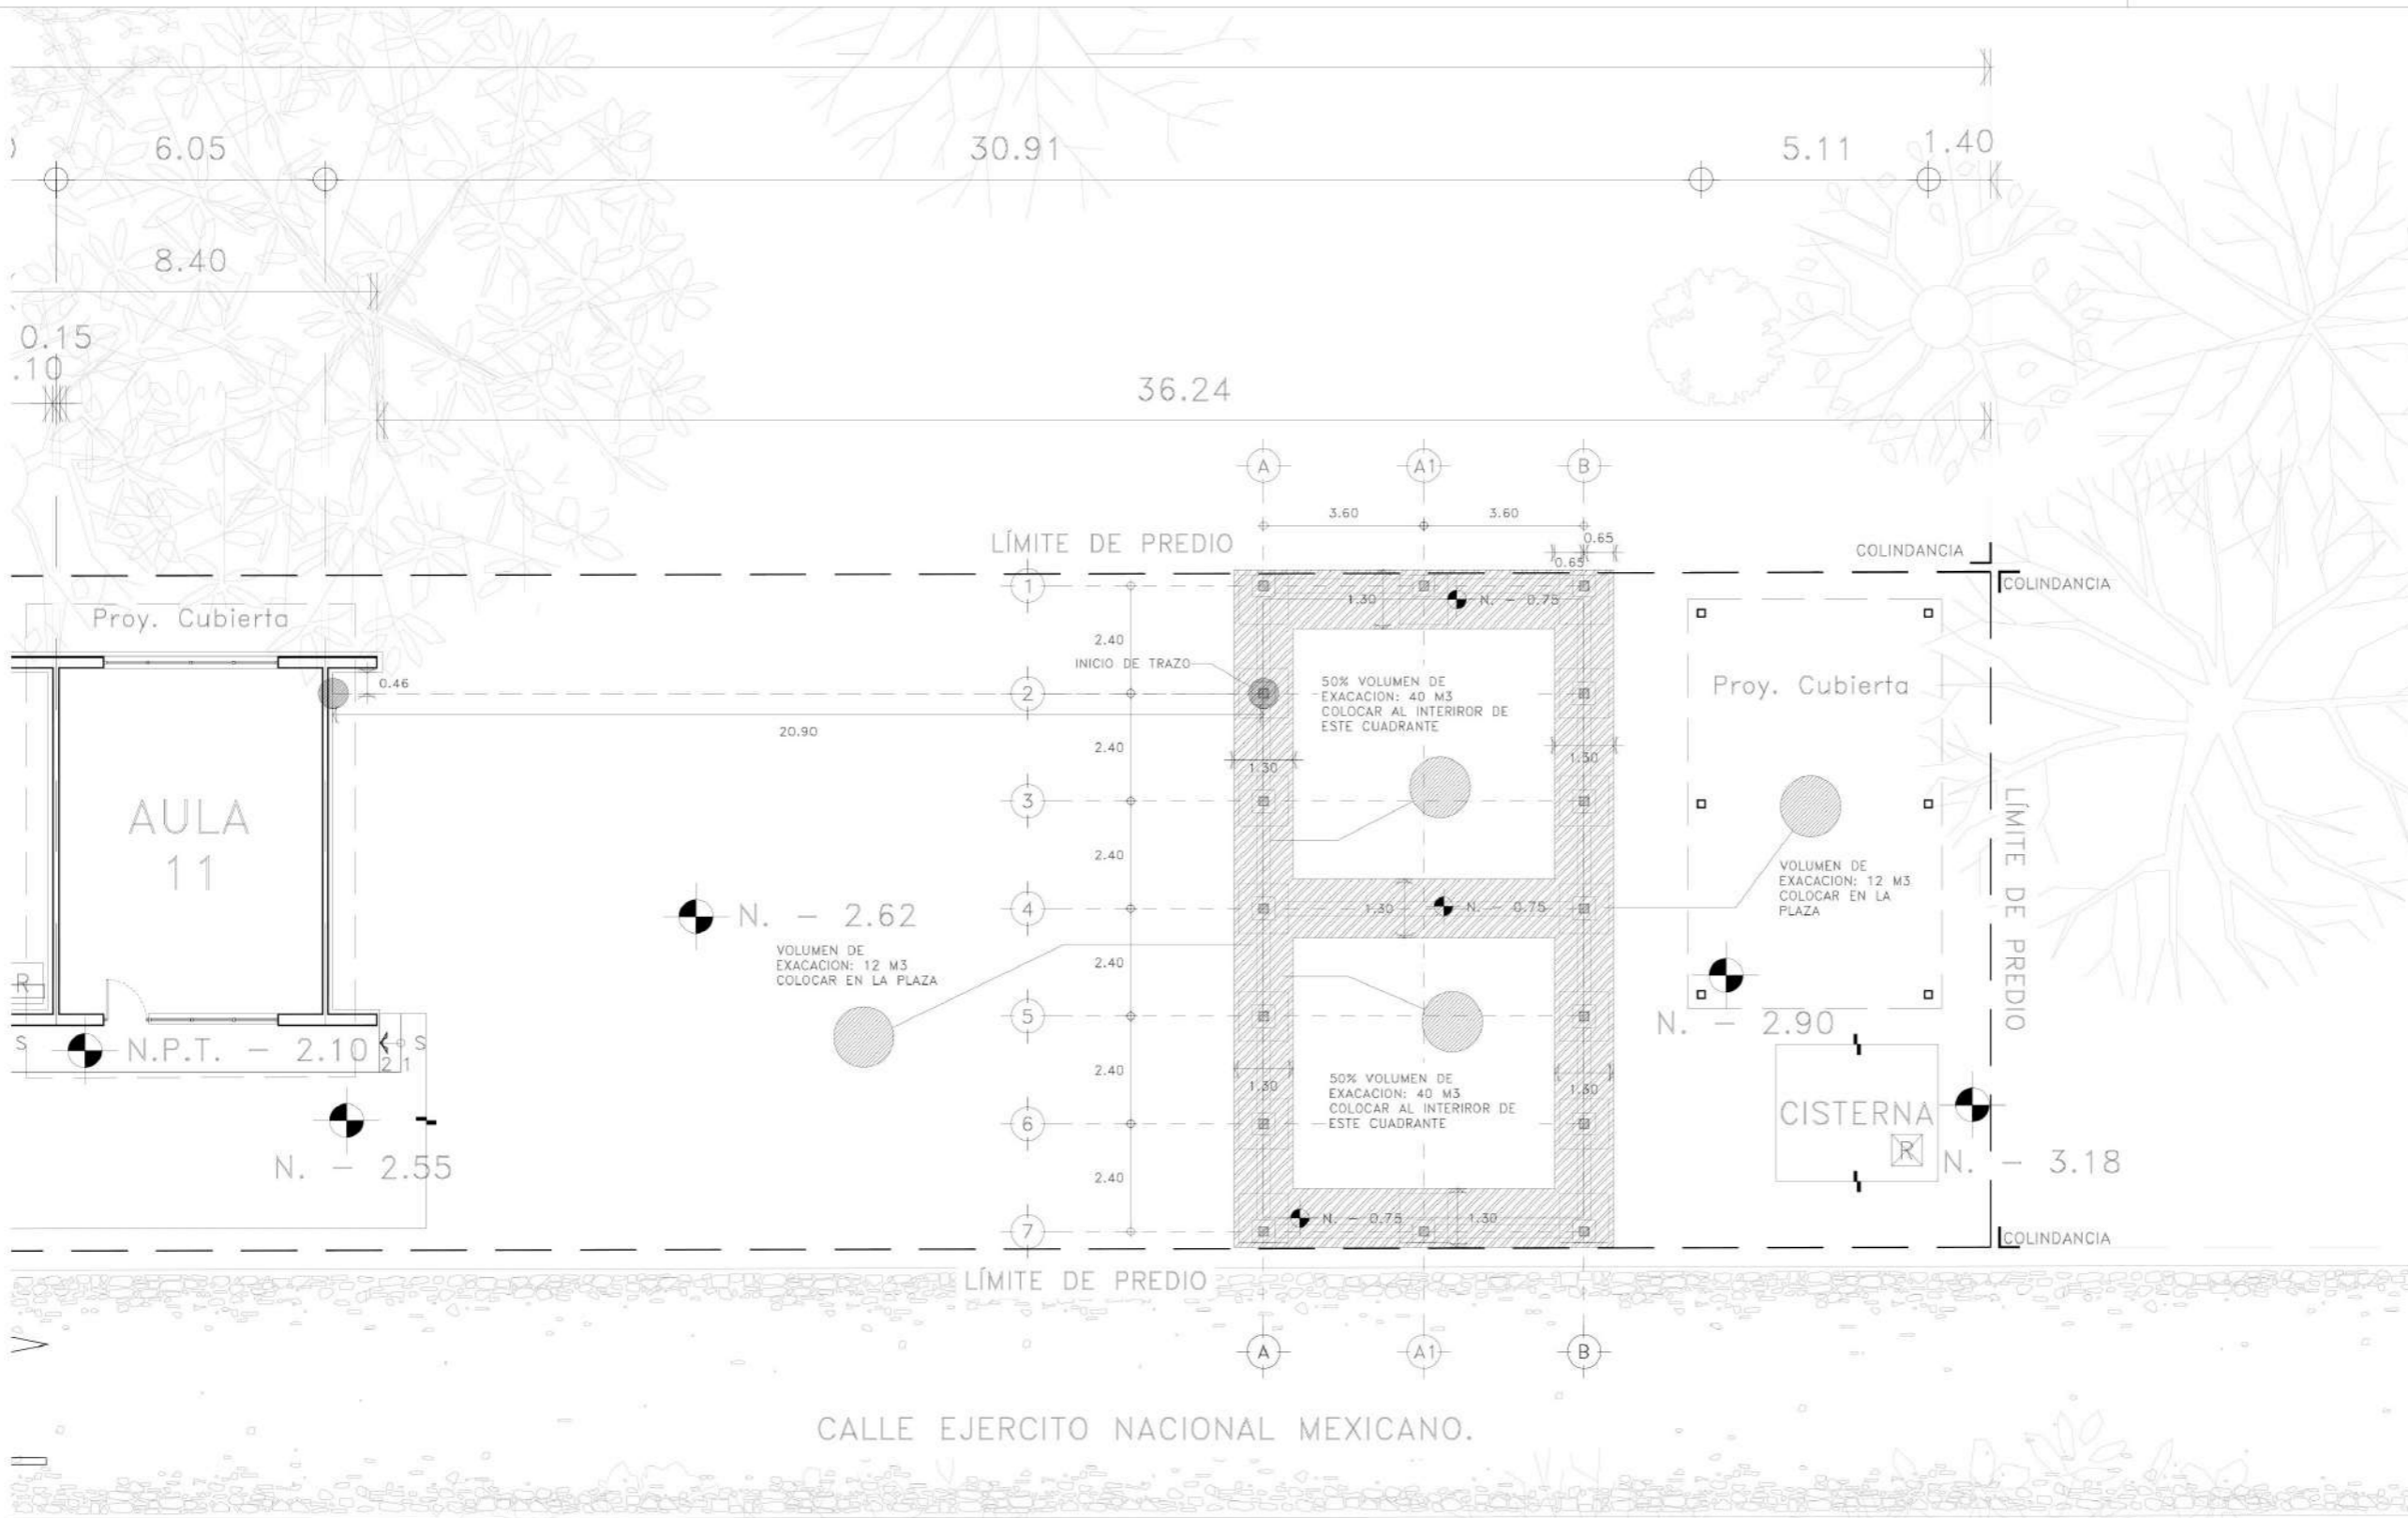 6.05
30.91
5.11
1.40
8.40
0.15
.10
36.24
A
A1
B
3.60
3.60
0.65
0.65
LÍMITE DE PREDIO
COLINDANCIA
COLINDANCIA
1
1.30
N. - 0.75
Proy. Cubierta
2.40
INICIO DE TRAZO
0.46
2
50% VOLUMEN DE
EXACACION: 40 M3
COLOCAR AL INTERIROR DE
ESTE CUADRANTE
Proy. Cubierta
20.90
2.40
1.30
1.30
3
AULA
11
2.40
LÍMITE DE PREDIO
VOLUMEN DE
EXACACION: 12 M3
COLOCAR EN LA
PLAZA
4
1.30
N. - 0.75
N. - 2.62
VOLUMEN DE
EXACACION: 12 M3
COLOCAR EN LA PLAZA
2.40
R
5
N. - 2.90
S
N.P.T. - 2.10
S
2
1
2.40
1.30
1.30
50% VOLUMEN DE
EXACACION: 40 M3
COLOCAR AL INTERIROR DE
ESTE CUADRANTE
6
CISTERNA
R
N. - 3.18
N. - 2.55
2.40
7
N. - 0.75
1.30
COLINDANCIA
LÍMITE DE PREDIO
A
A1
B
CALLE EJERCITO NACIONAL MEXICANO.